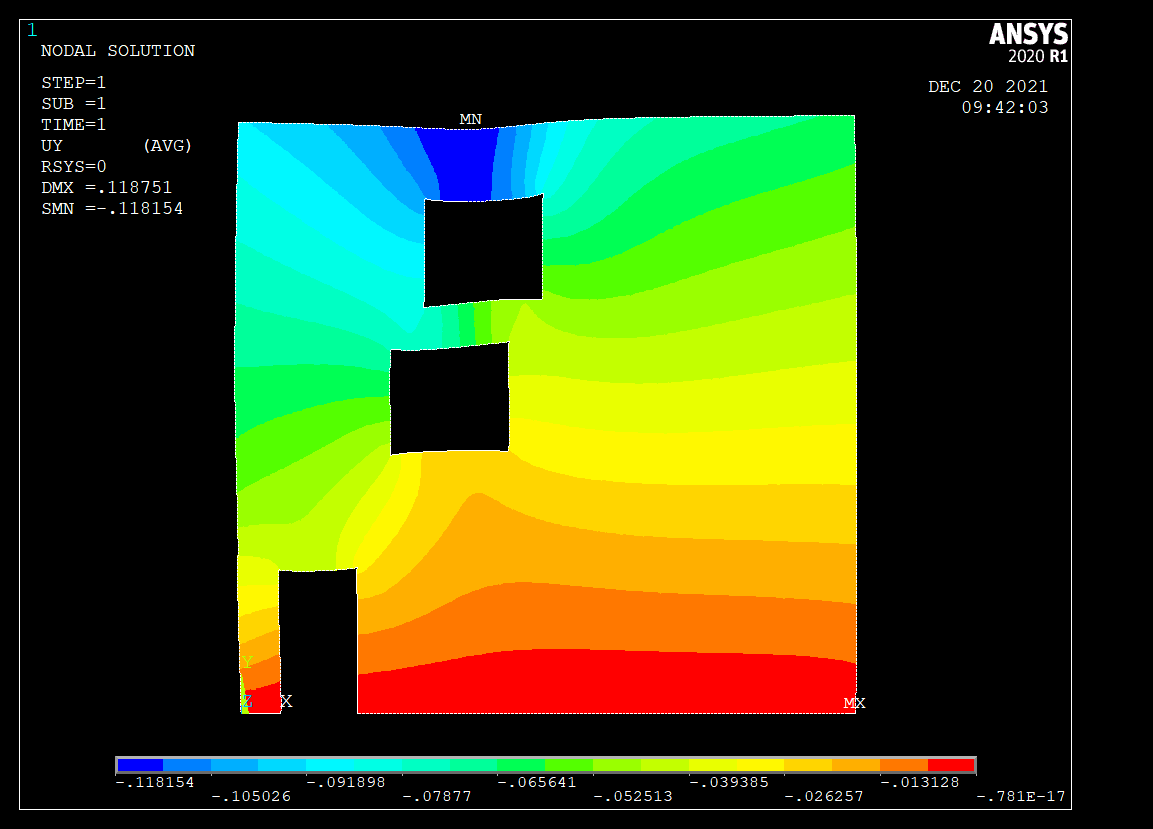 1
ANSYS
2020 R1
NODAL SOLUTION
STEP=1
SUB =1
TIME=1
UY (AVG)
RSYS=0
DMX =.118751
SMN =-.118154
DEC 20 2021
09:42:03
MN
Y
Z X
MX
-.118154 -.091898 -.065641 -.039385 -.013128
-.105026 -.07877 -.052513 -.026257 -.781E-17